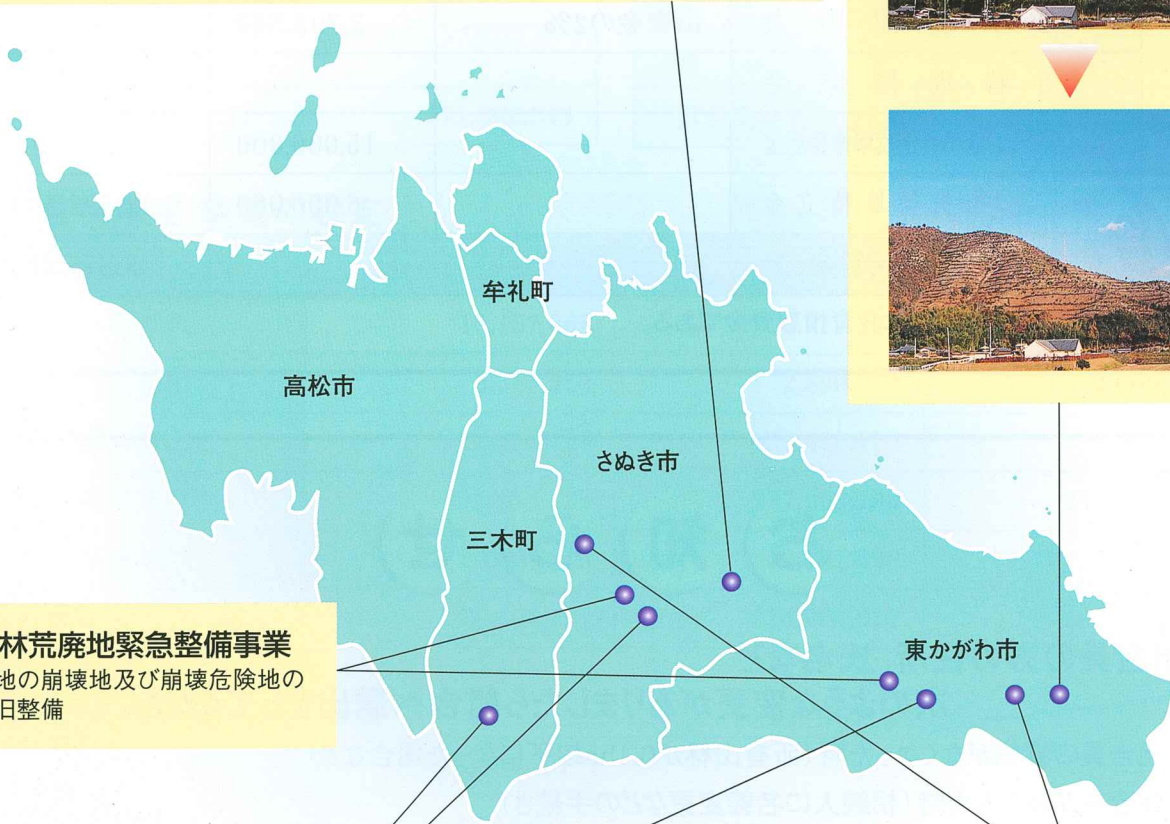 牟礼町
高松市
さぬき市
三木町
林荒廃地緊急整備事業
地の崩壊地及び崩壊危険地の
旧整備
東かがわ市